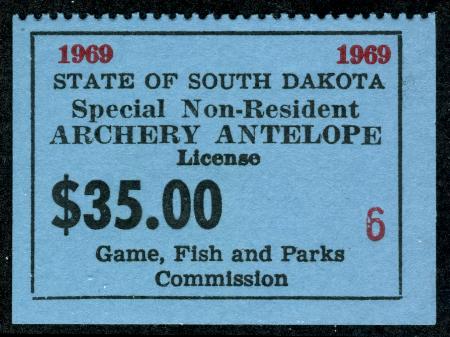 1969 1969
STATE OF SOUTH DAKOTA
Special Non-Resident
ARCHERY ANTELOPE
License
$35.00
6
Game, Fish and Parks
Commission